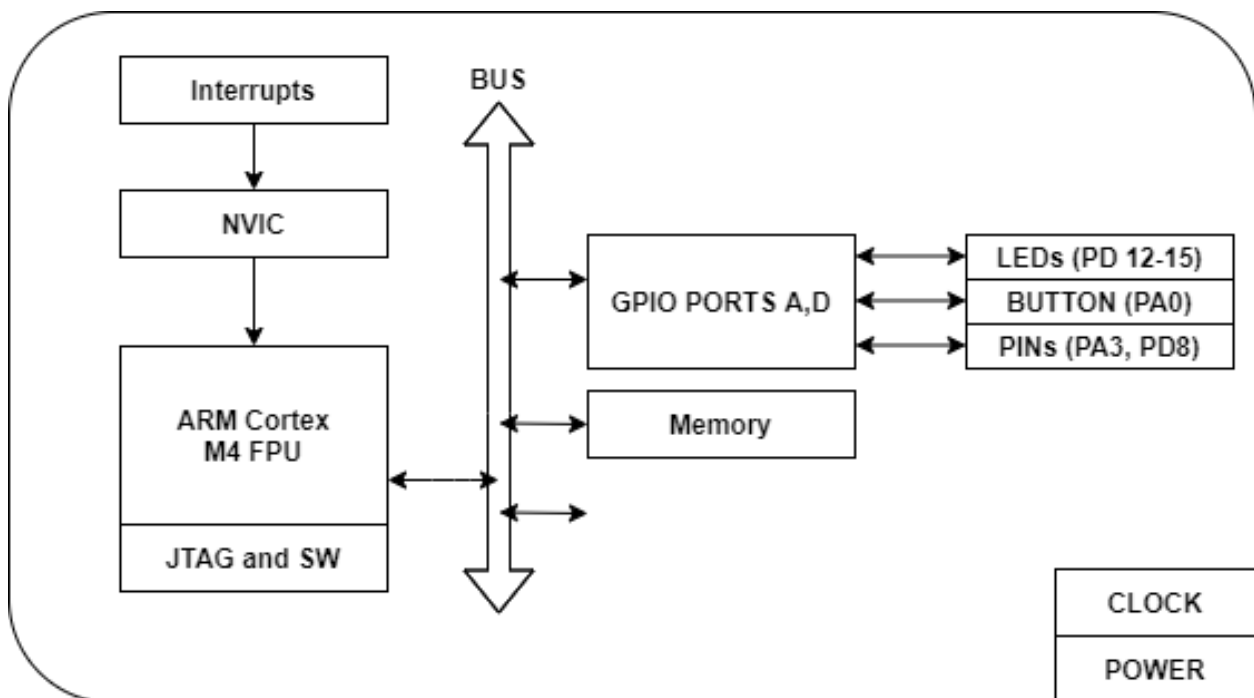 Interrupts
BUS
NVIC
GPIO PORTS A,D
LEDs (PD 12-15)
BUTTON (PA0)
PINs (PA3, PD8)
ARM Cortex
M4 FPU
Memory
JTAG and SW
CLOCK
POWER